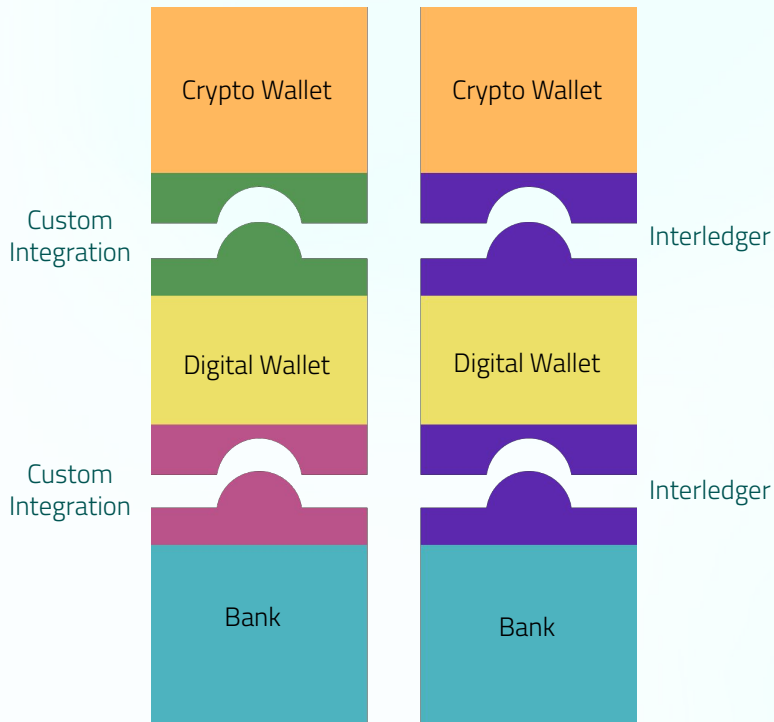 Crypto Wallet
Crypto Wallet
Custom
Integration
Interledger
Digital Wallet
Digital Wallet
Custom
Integration
Interledger
Bank
Bank